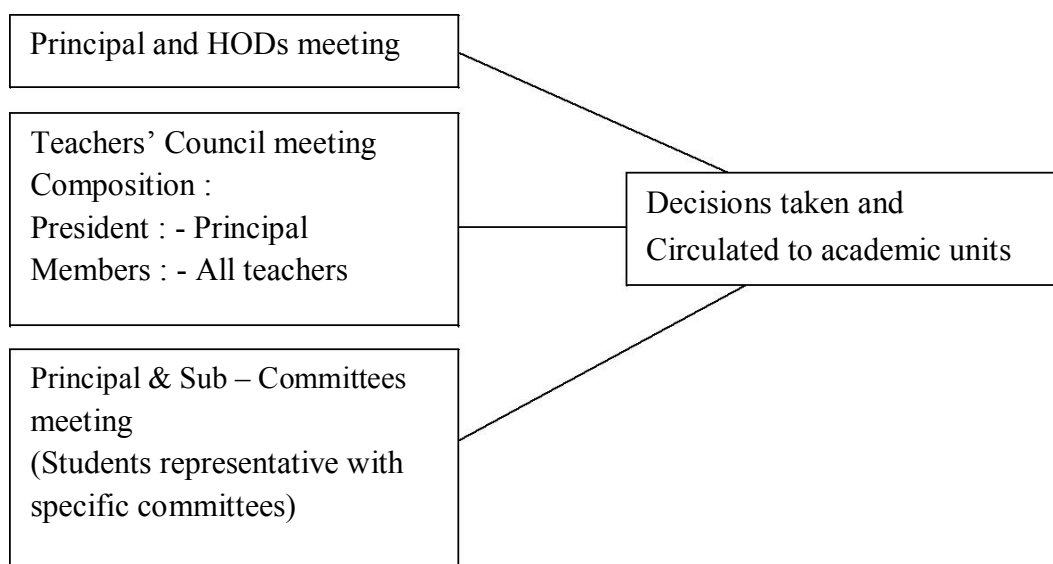 Principal and HODs meeting
Teachers’ Council meeting
Composition :
President : - Principal
Members : - All teachers
Decisions taken and
Circulated to academic units
Principal & Sub – Committees
meeting
(Students representative with
specific committees)